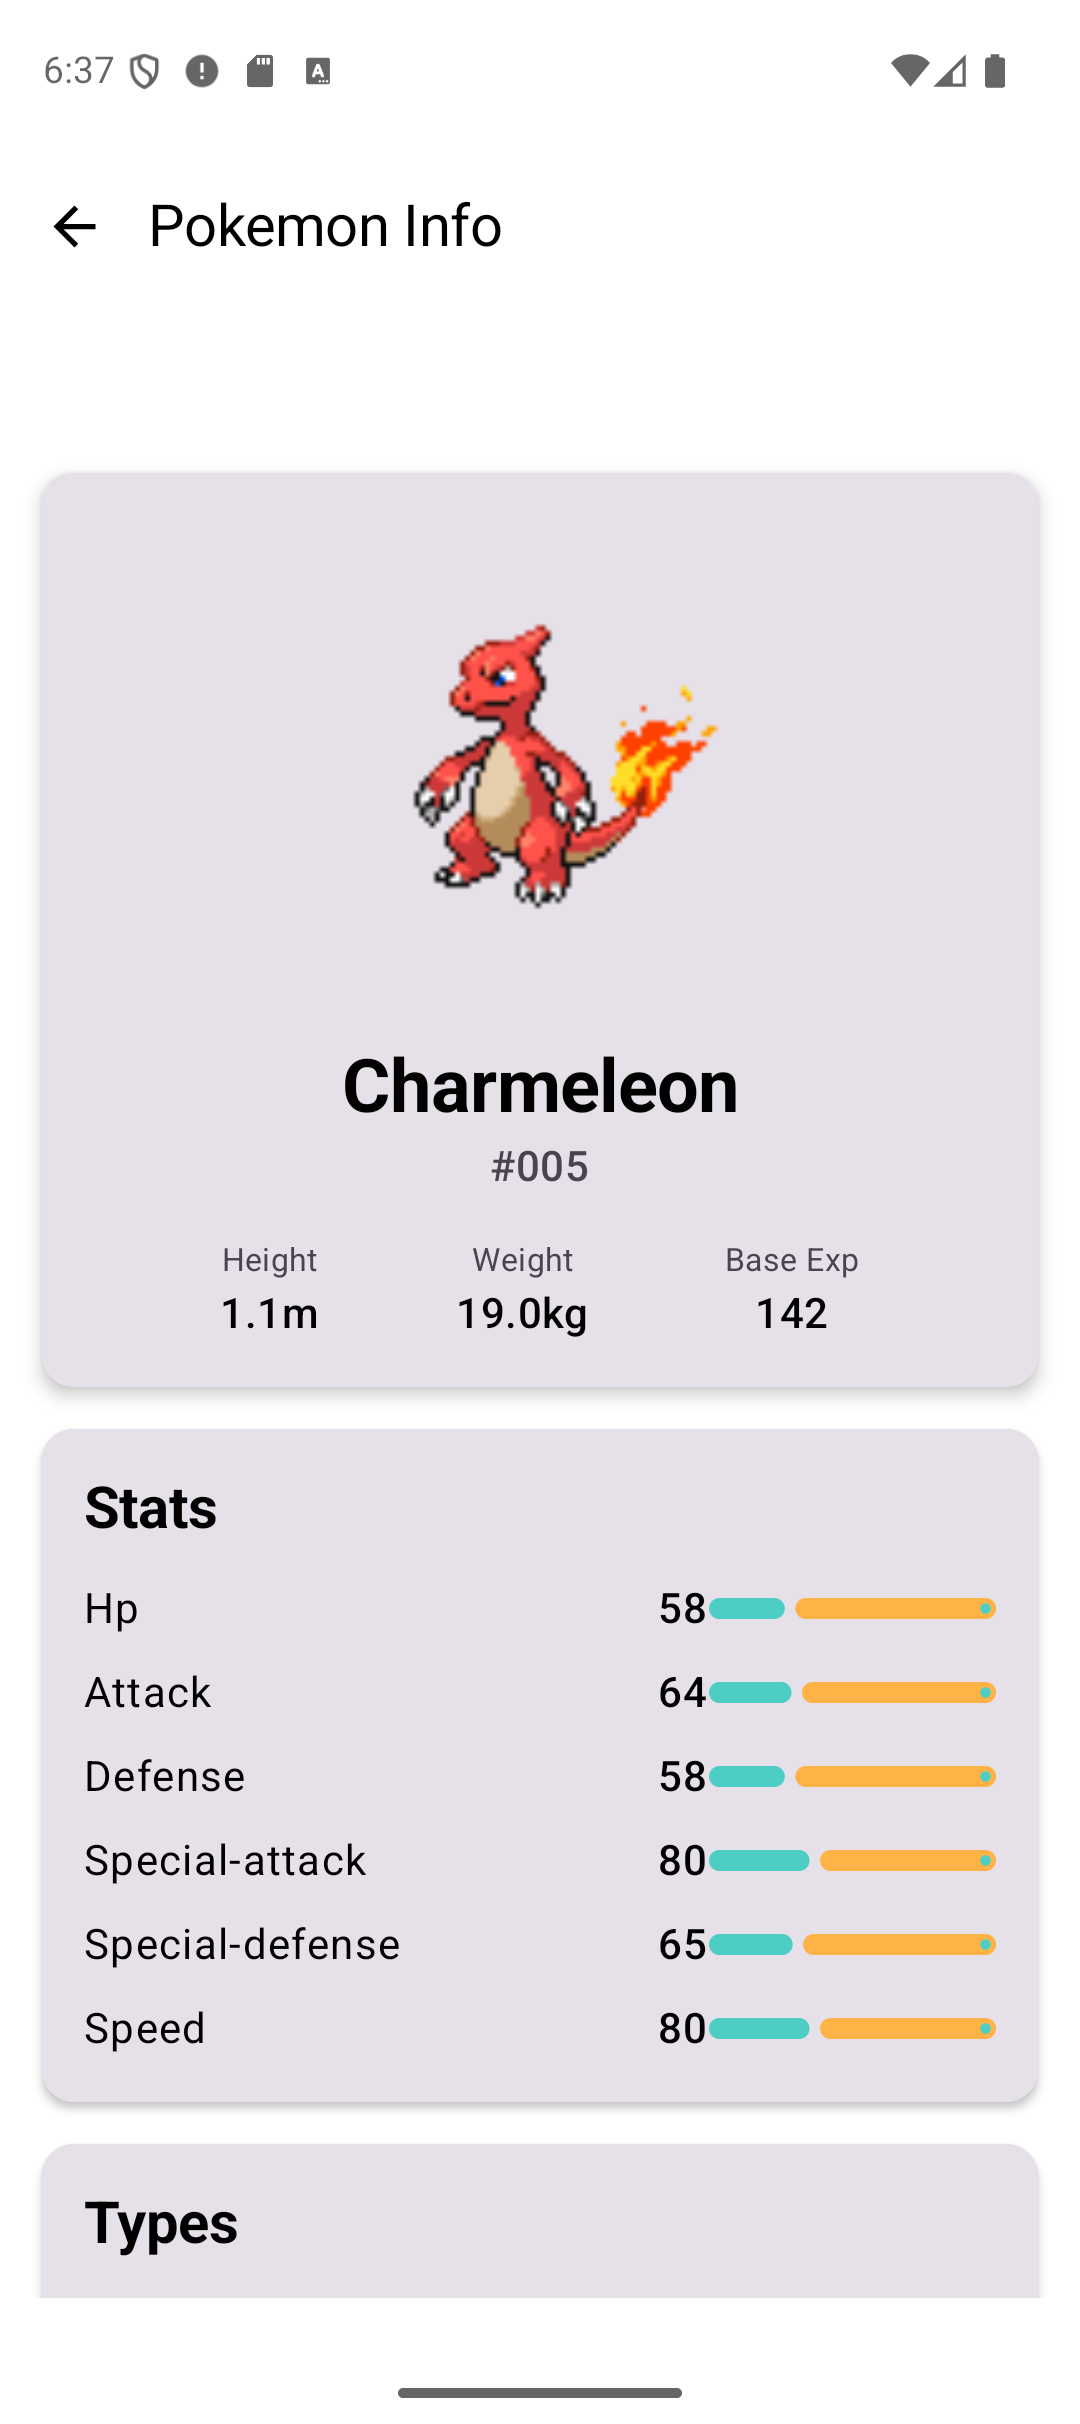 6:37
Pokemon Info
Charmeleon
#005
Height Weight Base Exp
1.1m 19.0kg 142
Stats
Hp 58
Attack 64
Defense 58
Special-attack 80
Special-defense 65
Speed 80
Types